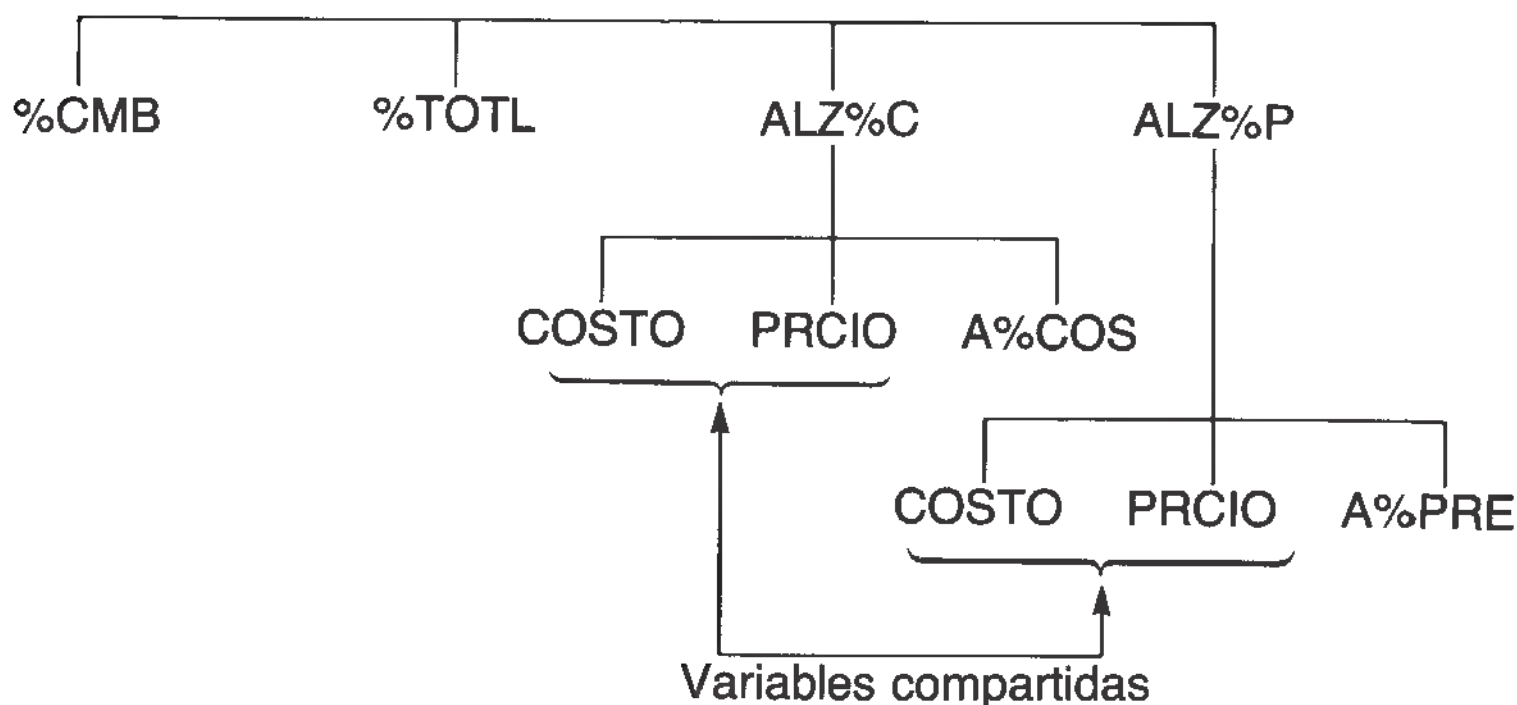 %CMB %TOTL ALZ%C ALZ%P
COSTO PRCIO A%COS
COSTO PRCIO A%PRE
Variables compartidas